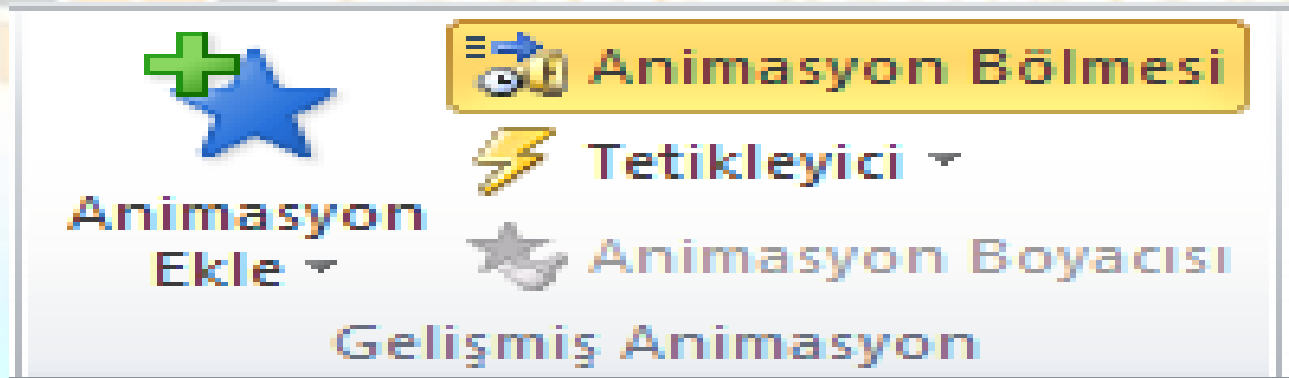 Animasyon
Ekle
Animasyon Bölmesi
Tetikleyici
Animasyon Boyacısı
Gelişmiş Animasyon